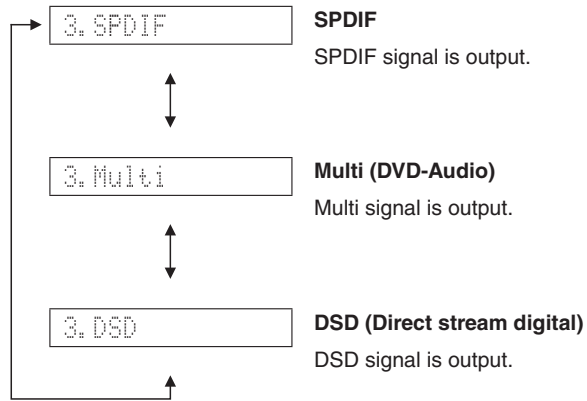 3.SPDIF
SPDIF
SPDIF signal is output.
3.Multi
Multi (DVD-Audio)
Multi signal is output.
3.DSD
DSD (Direct stream digital)
DSD signal is output.